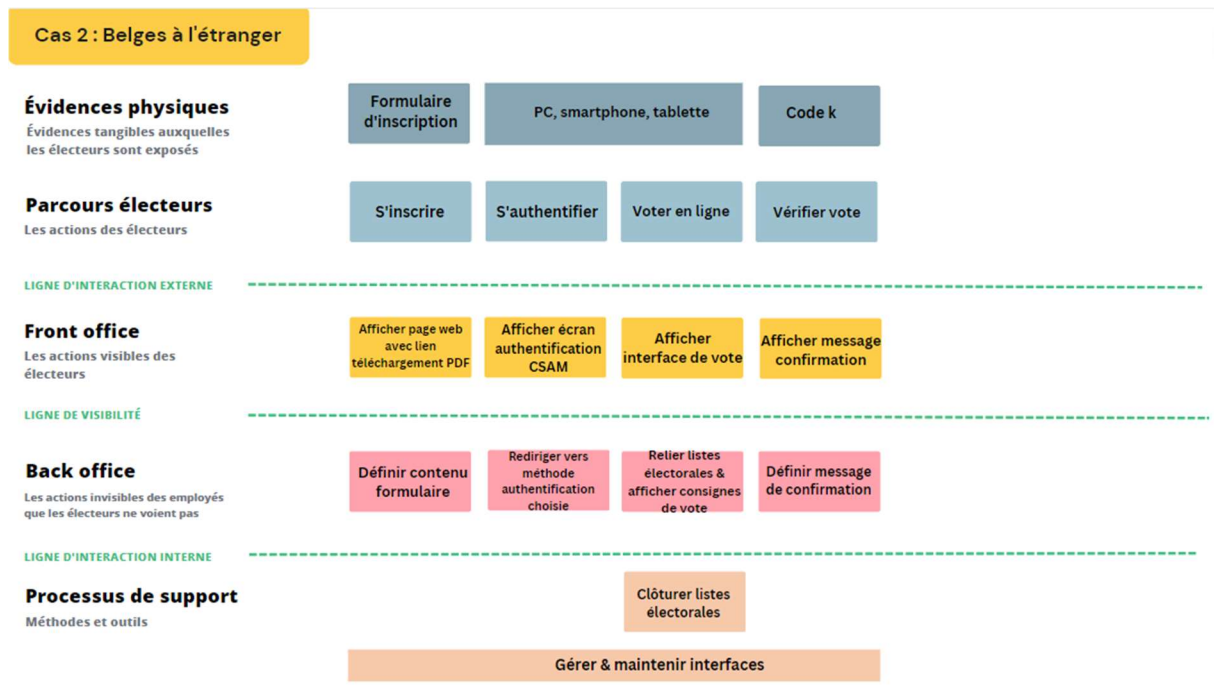 Cas 2 : Belges à l'étranger
Évidences physiques
Évidences tangibles auxquelles
les électeurs sont exposés
Formulaire
d'inscription
PC, smartphone, tablette
Code k
Parcours électeurs
Les actions des électeurs
S'inscrire
S'authentifier
Voter en ligne
Vérifier vote
LIGNE D'INTERACTION EXTERNE
Front office
Les actions visibles des
électeurs
Afficher page web
avec lien
téléchargement PDF
Afficher écran
authentification
CSAM
Afficher
interface de vote
Afficher message
confirmation
LIGNE DE VISIBILITÉ
Back office
Les actions invisibles des employés
que les électeurs ne voient pas
Définir contenu
formulaire
Rediriger vers
méthode
authentification
choisie
Relier listes
électorales &
afficher consignes
de vote
Définir message
de confirmation
LIGNE D'INTERACTION INTERNE
Processus de support
Méthodes et outils
Clôturer listes
électorales
Gérer & maintenir interfaces